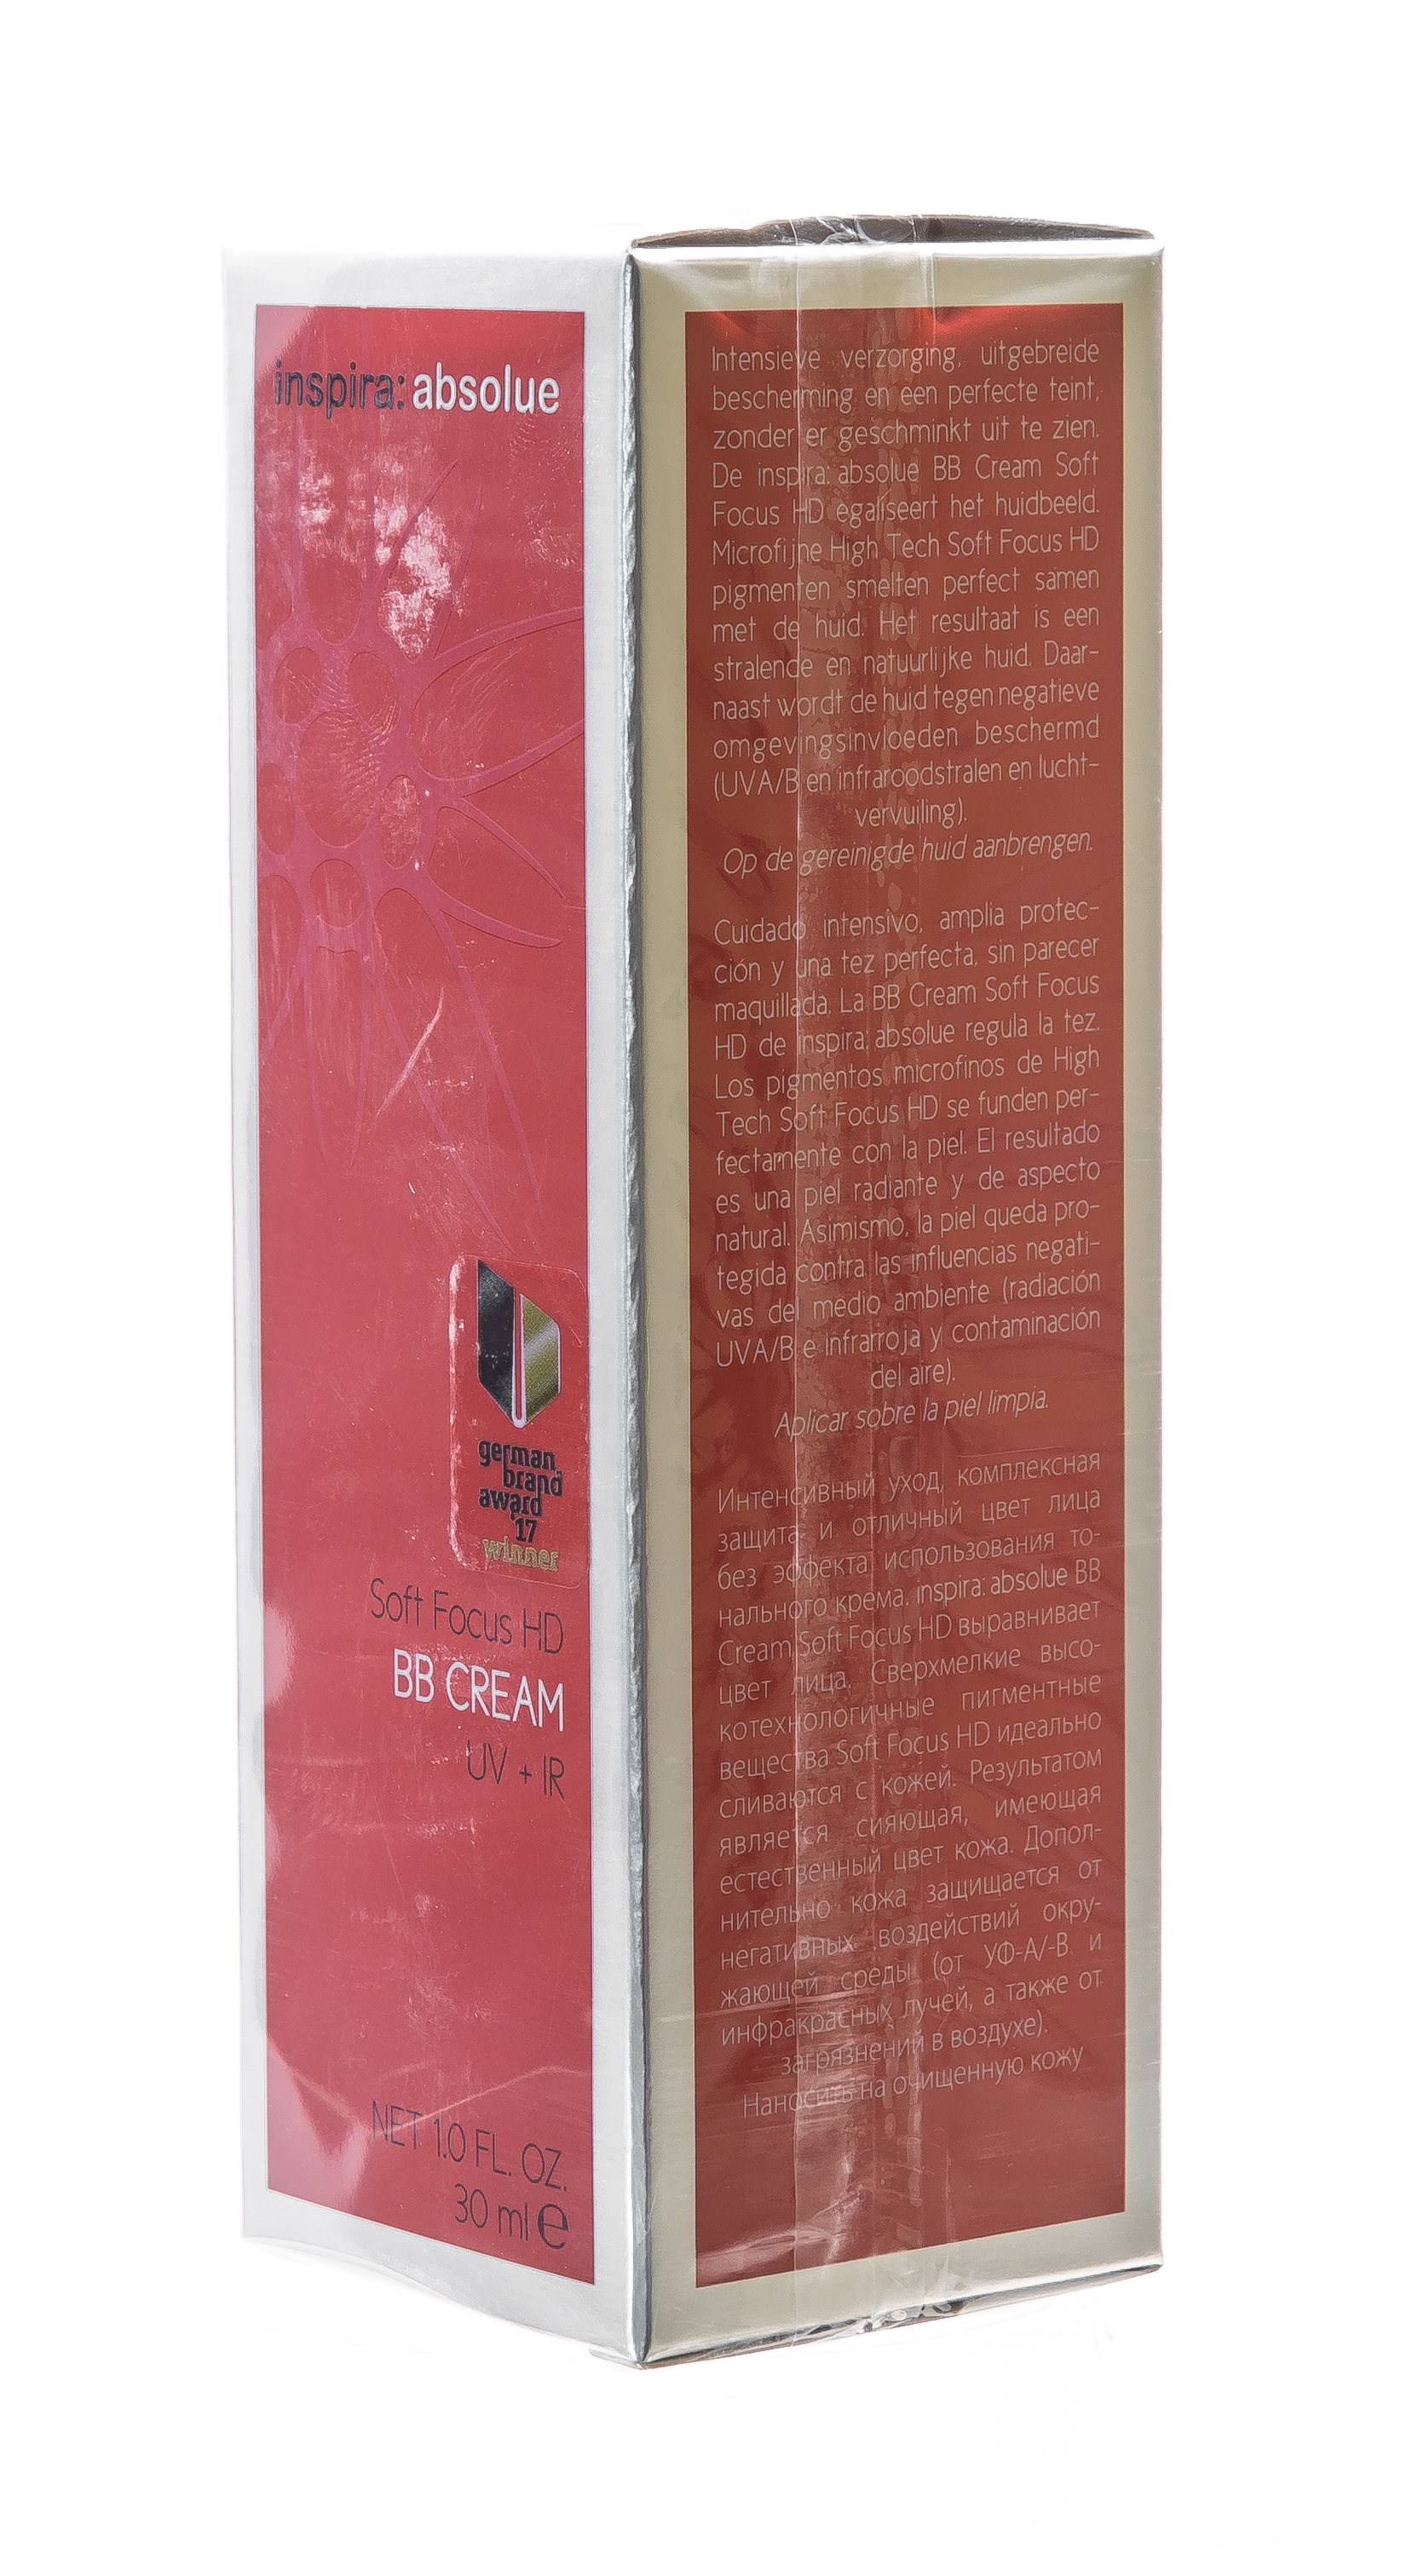 inspira: absolue
german
brand
award
'17
winner
Soft Focus HD
BB CREAM
UV + IR
NET 1.0 FL. OZ.
30 ml e
Intensieve verzorging, uitgebreide
bescherming en een perfecte teint,
zonder er geschminkt uit te zien.
De inspira: absolue BB Cream Soft
Focus HD egaliseert het huidbeeld.
Microfijne High Tech Soft Focus HD
pigmenten smelten perfect samen
met de huid. Het resultaat is een
stralende en natuurlijke huid. Daar-
naast wordt de huid tegen negatieve
omgevingsinvloeden beschermd
(UVA/B en infraroodstralen en lucht-
vervuiling).
Op de gereinigde huid aanbrengen.
Cuidado intensivo, amplia protec-
ción y una tez perfecta, sin parecer
maquillada. La BB Cream Soft Focus
HD de inspira: absolue regula la tez.
Los pigmentos microfinos de High
Tech Soft Focus HD se funden per-
fectamente con la piel. El resultado
es una piel radiante y de aspecto
natural. Asimismo, la piel queda pro-
tegida contra las influencias negati-
vas del medio ambiente (radiación
UVA/B e infrarroja y contaminación
del aire).
Aplicar sobre la piel limpia.
Интенсивный уход, комплексная
защита и отличный цвет лица
без эффекта использования то-
нального крема. inspira: absolue BB
Cream Soft Focus HD выравнивает
цвет лица. Сверхмелкие высо-
котехнологичные пигментные
вещества Soft Focus HD идеально
сливаются с кожей. Результатом
является сияющая, имеющая
естественный цвет кожа. Допол-
нительно кожа защищается от
негативных воздействий окру-
жающей среды (от УФ-А/-В и
инфракрасных лучей, а также от
загрязнений в воздухе).
Наносить на очищенную кожу